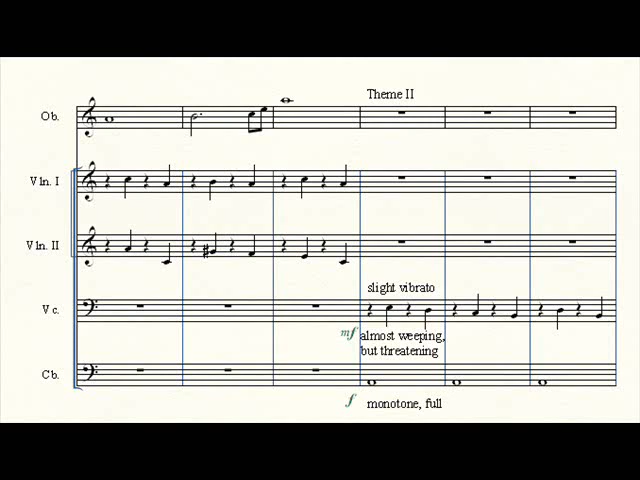 Theme II
Ob.
Vln. I
Vln. II
slight vibrato
Vc.
mf
almost weeping,
but threatening
Cb.
f
monotone, full